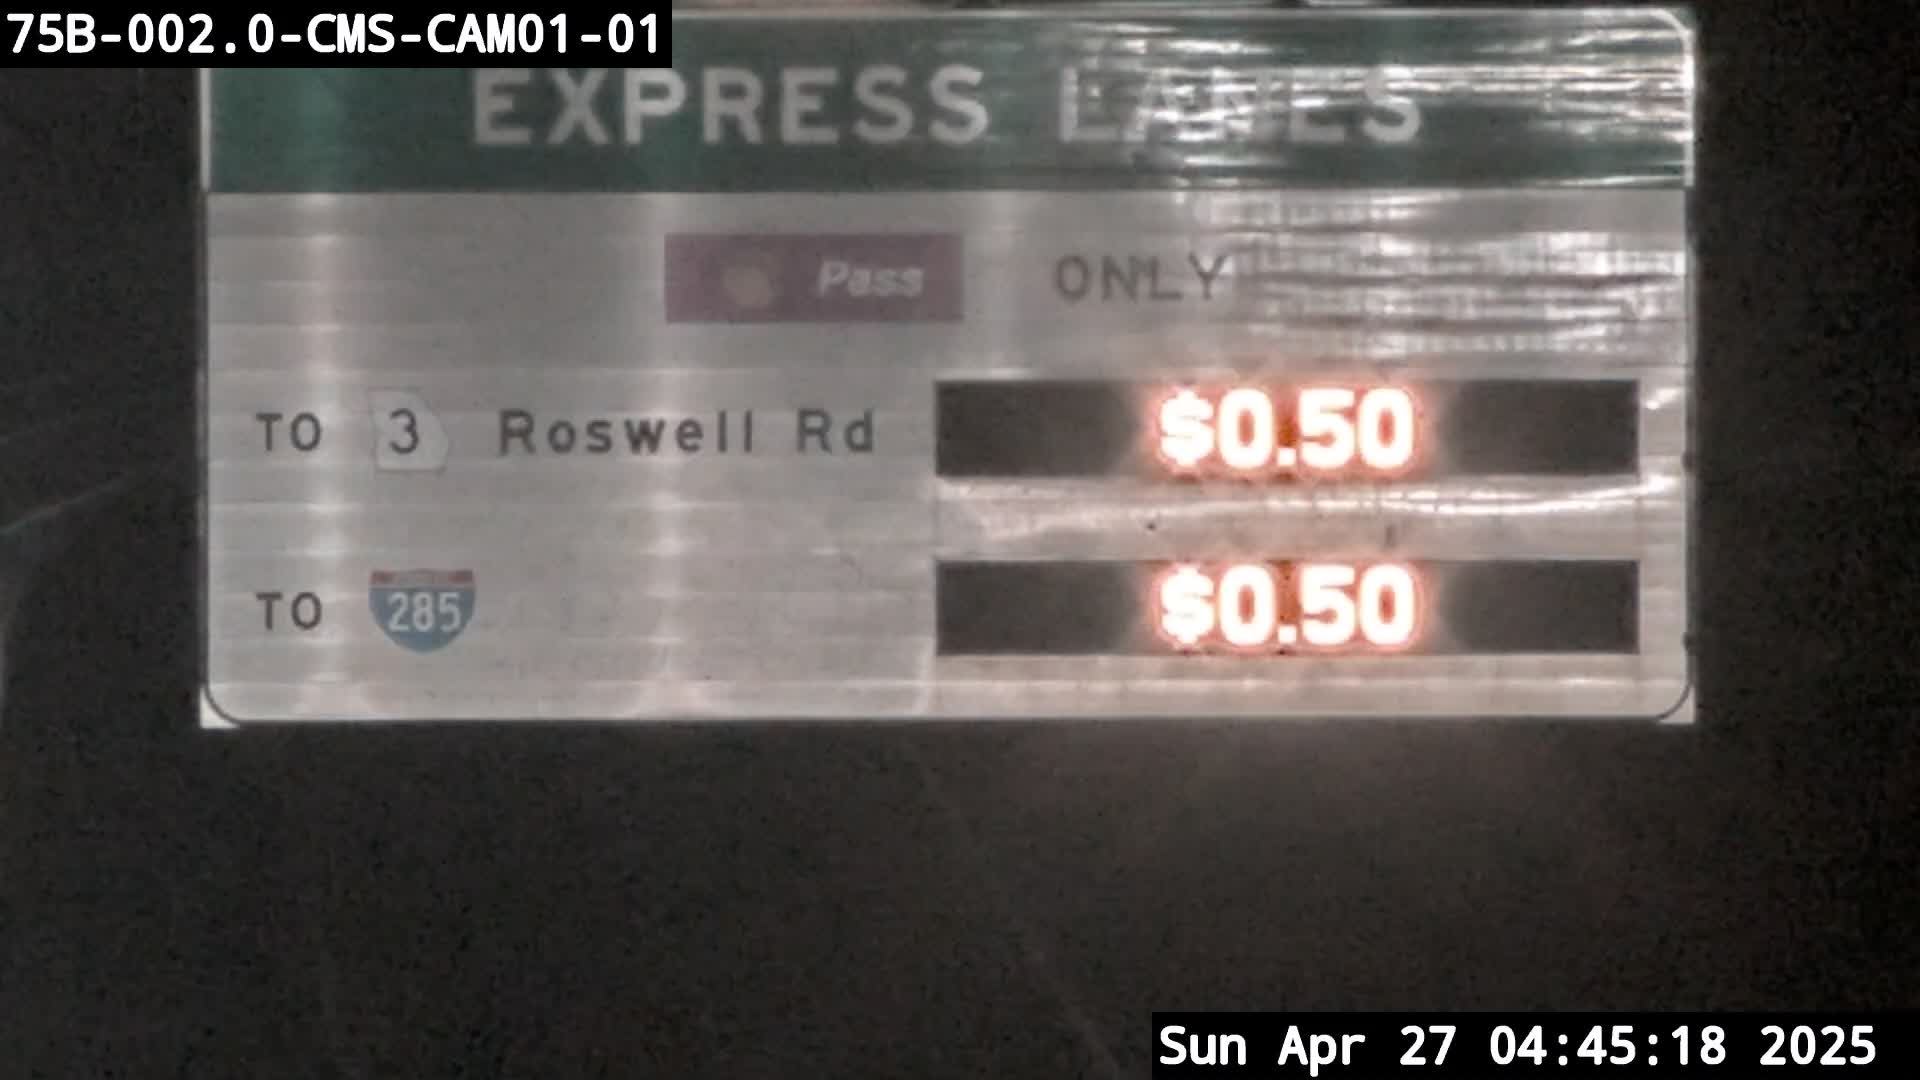 75B-002.0-CMS-CAM01-01
EXPRESS LANES
Pass ONLY
TO 3 Roswell Rd $0.50
TO 285 $0.50
Sun Apr 27 04:45:18 2025